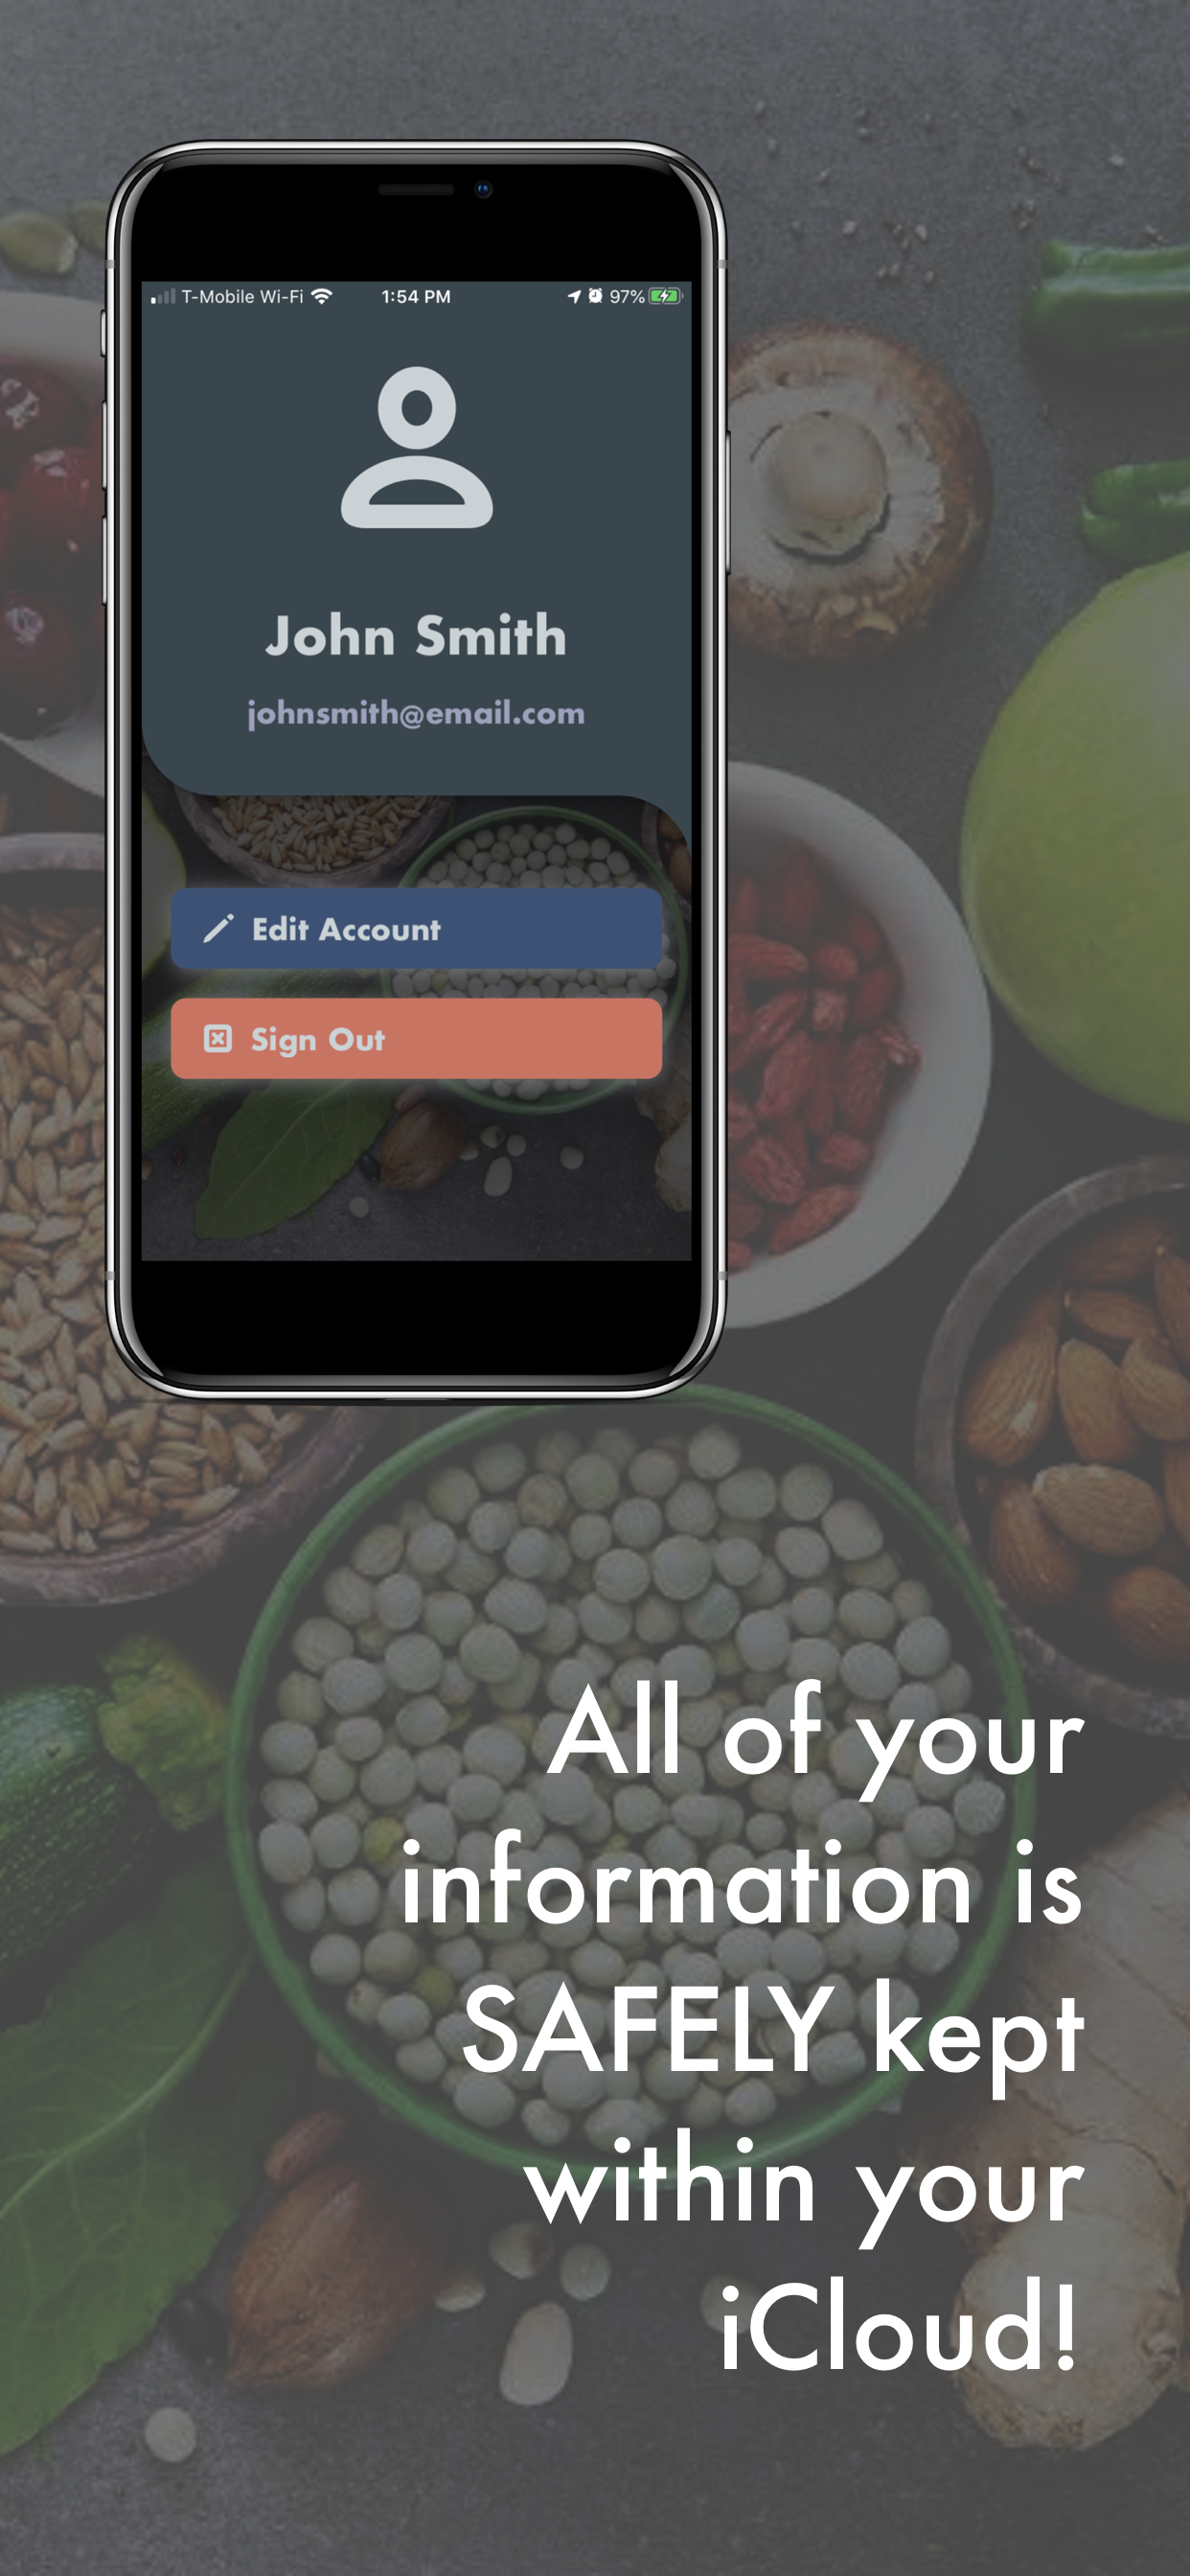 T-Mobile Wi-Fi 1:54 PM 97%
John Smith
johnsmith@email.com
Edit Account
Sign Out
All of your
information is
SAFELY kept
within your
iCloud!